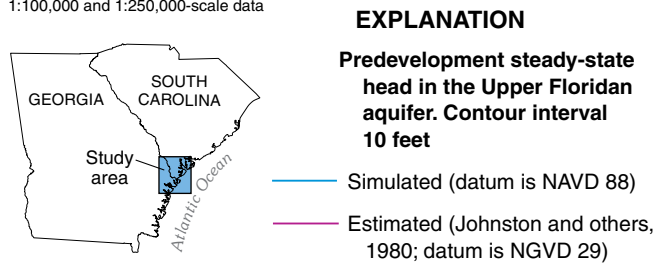 1:100,000 and 1:250,000-scale data
GEORGIA
SOUTH
CAROLINA
Study
area
Atlantic Ocean
EXPLANATION
Predevelopment steady-state
head in the Upper Floridan
aquifer. Contour interval
10 feet
Simulated (datum is NAVD 88)
Estimated (Johnston and others,
1980; datum is NGVD 29)